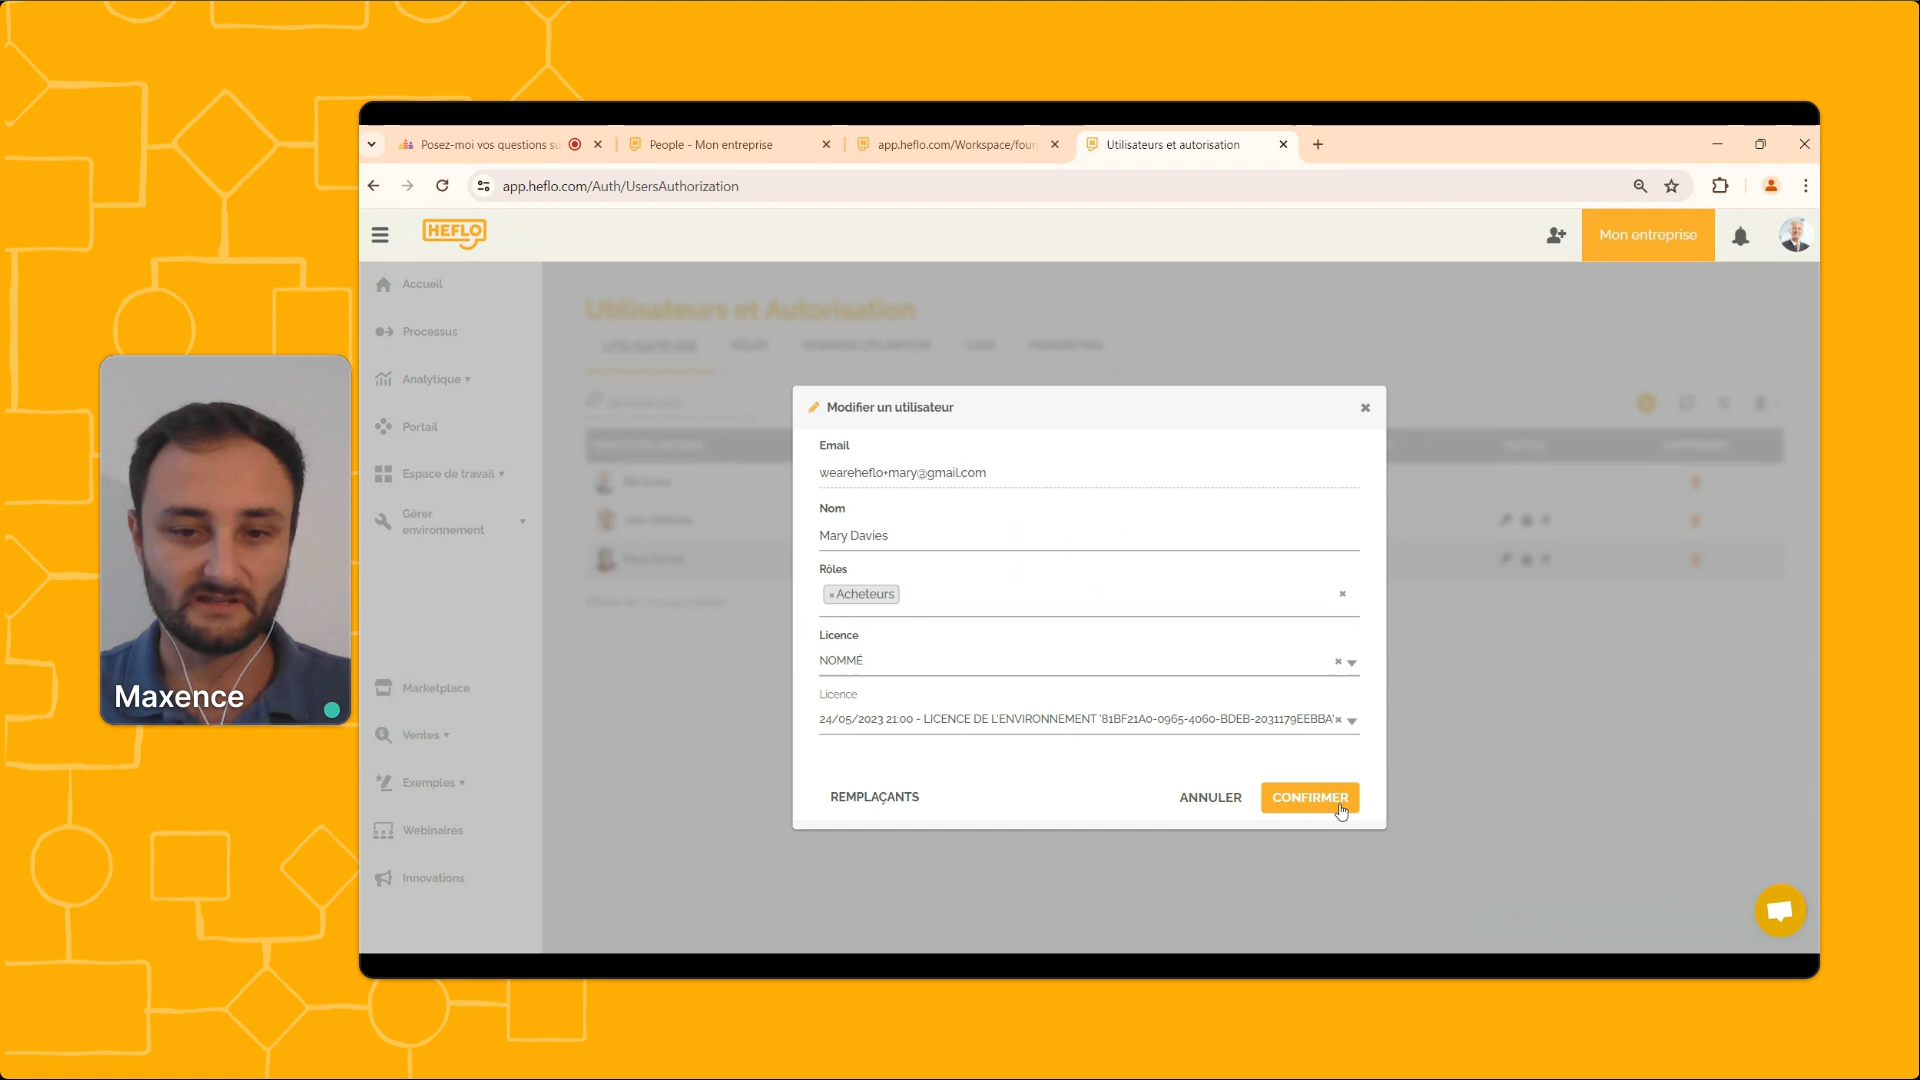 Posez-moi vos questions su
People - Mon entreprise
app.heflo.com/Workspace/four
Utilisateurs et autorisation
app.heflo.com/Auth/UsersAuthorization
HEFLO
Mon entreprise
Accueil
Processus
Analytique
Portail
Espace de travail
Gérer
environnement
Marketplace
Ventes
Exemples
Webinaires
Innovations
Utilisateurs et Autorisation
UTILISATEURS
Modifier un utilisateur
Email
weareheflo+mary@gmail.com
Nom
Mary Davies
Rôles
× Acheteurs
Licence
NOMMÉ
Licence
24/05/2023 21:00 - LICENCE DE L'ENVIRONNEMENT '81BF21A0-0965-4060-BDEB-2031179EEBBA'
REMPLAÇANTS
ANNULER
CONFIRMER
Maxence